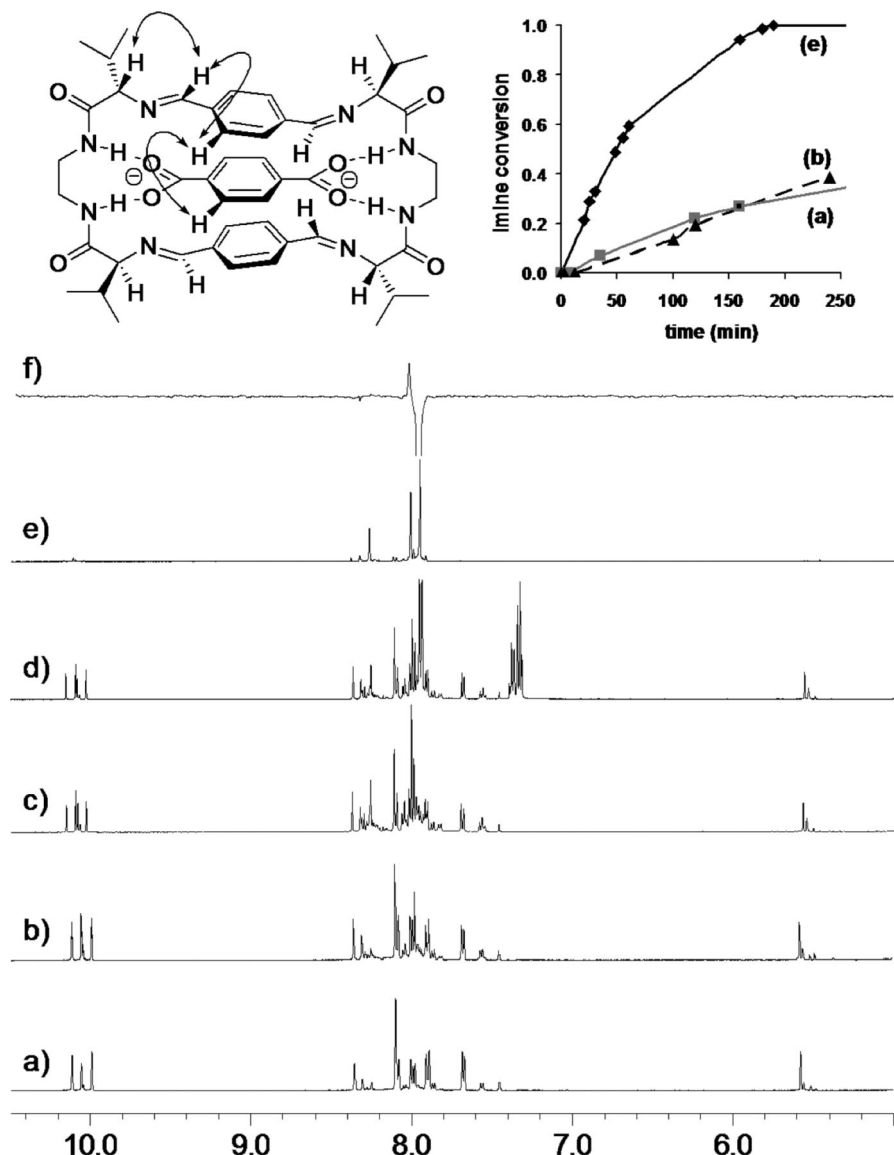 H H
N N
O H H O
N H O O H N
⊖ ⊖
N H O O H N
H H
O N N O
H H
Imine conversion
1.0
0.8
0.6
0.4
0.2
0.0
(e)
(b)
(a)
0 50 100 150 200 250
time (min)
f)
e)
d)
c)
b)
a)
10.0 9.0 8.0 7.0 6.0